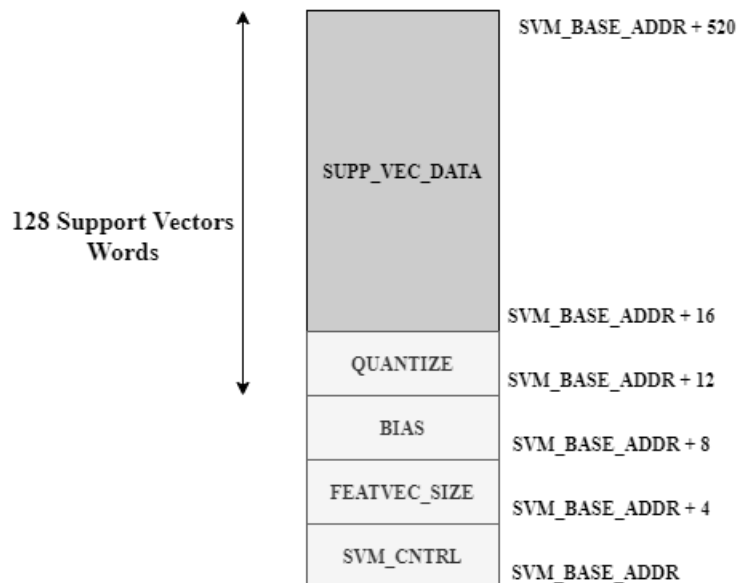 SVM_BASE_ADDR + 520
SUPP_VEC_DATA
128 Support Vectors
Words
SVM_BASE_ADDR + 16
QUANTIZE
SVM_BASE_ADDR + 12
BIAS
SVM_BASE_ADDR + 8
FEATVEC_SIZE
SVM_BASE_ADDR + 4
SVM_CNTRL
SVM_BASE_ADDR